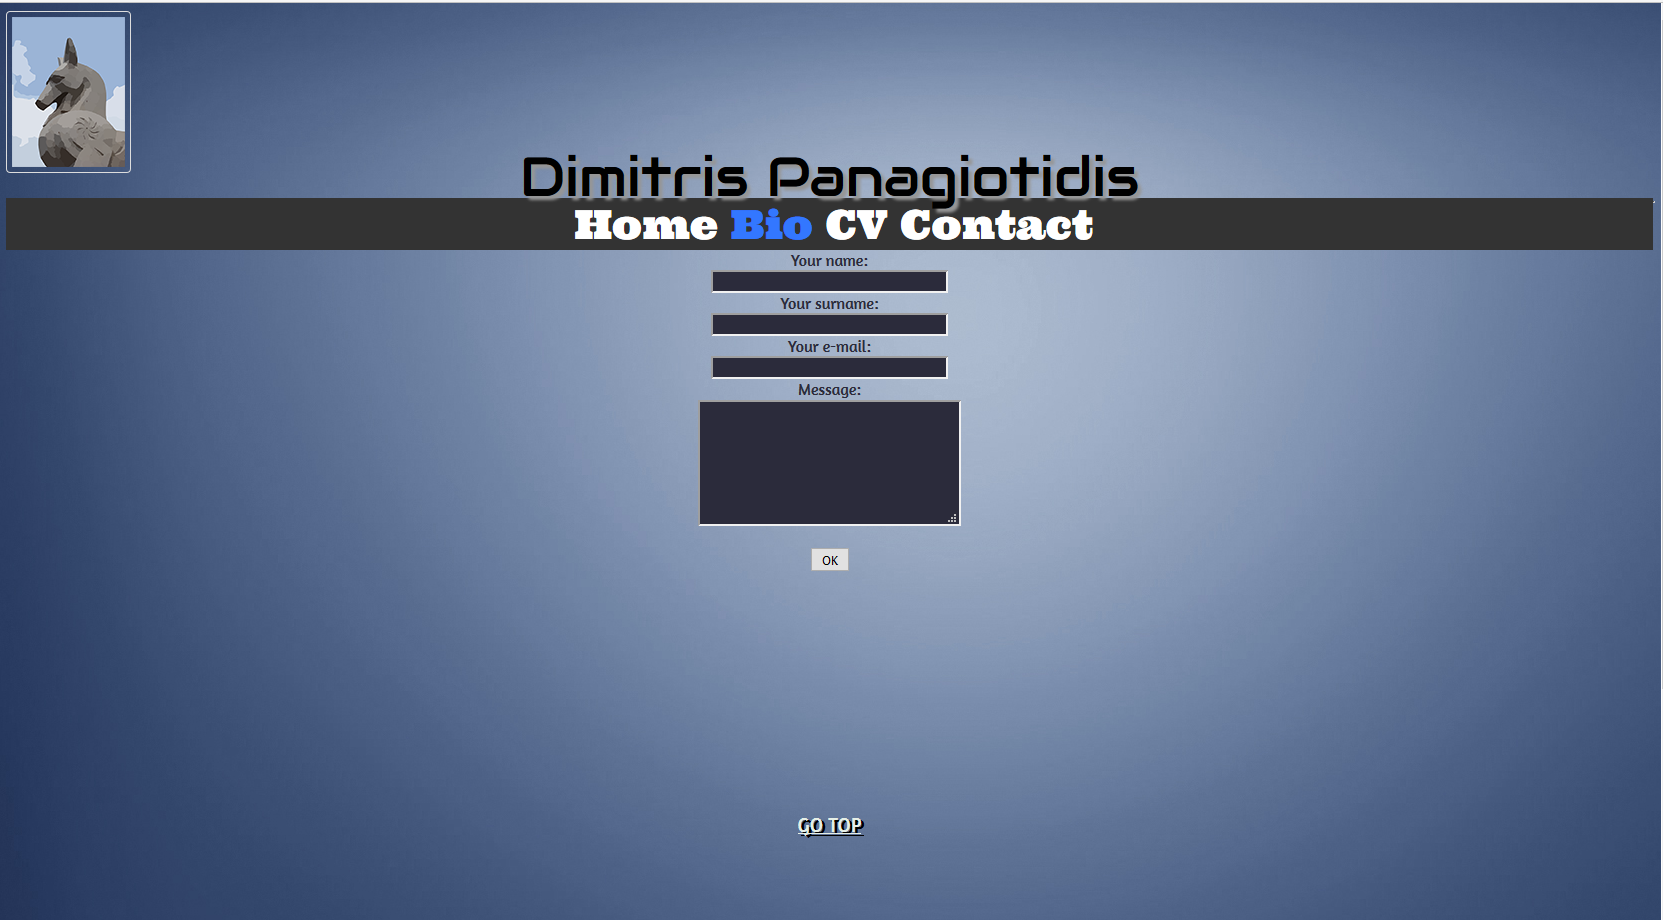 Dimitris Panagiotidis
Home Bio CV Contact
Your name:
Your surname:
Your e-mail:
Message:
OK
GO TOP